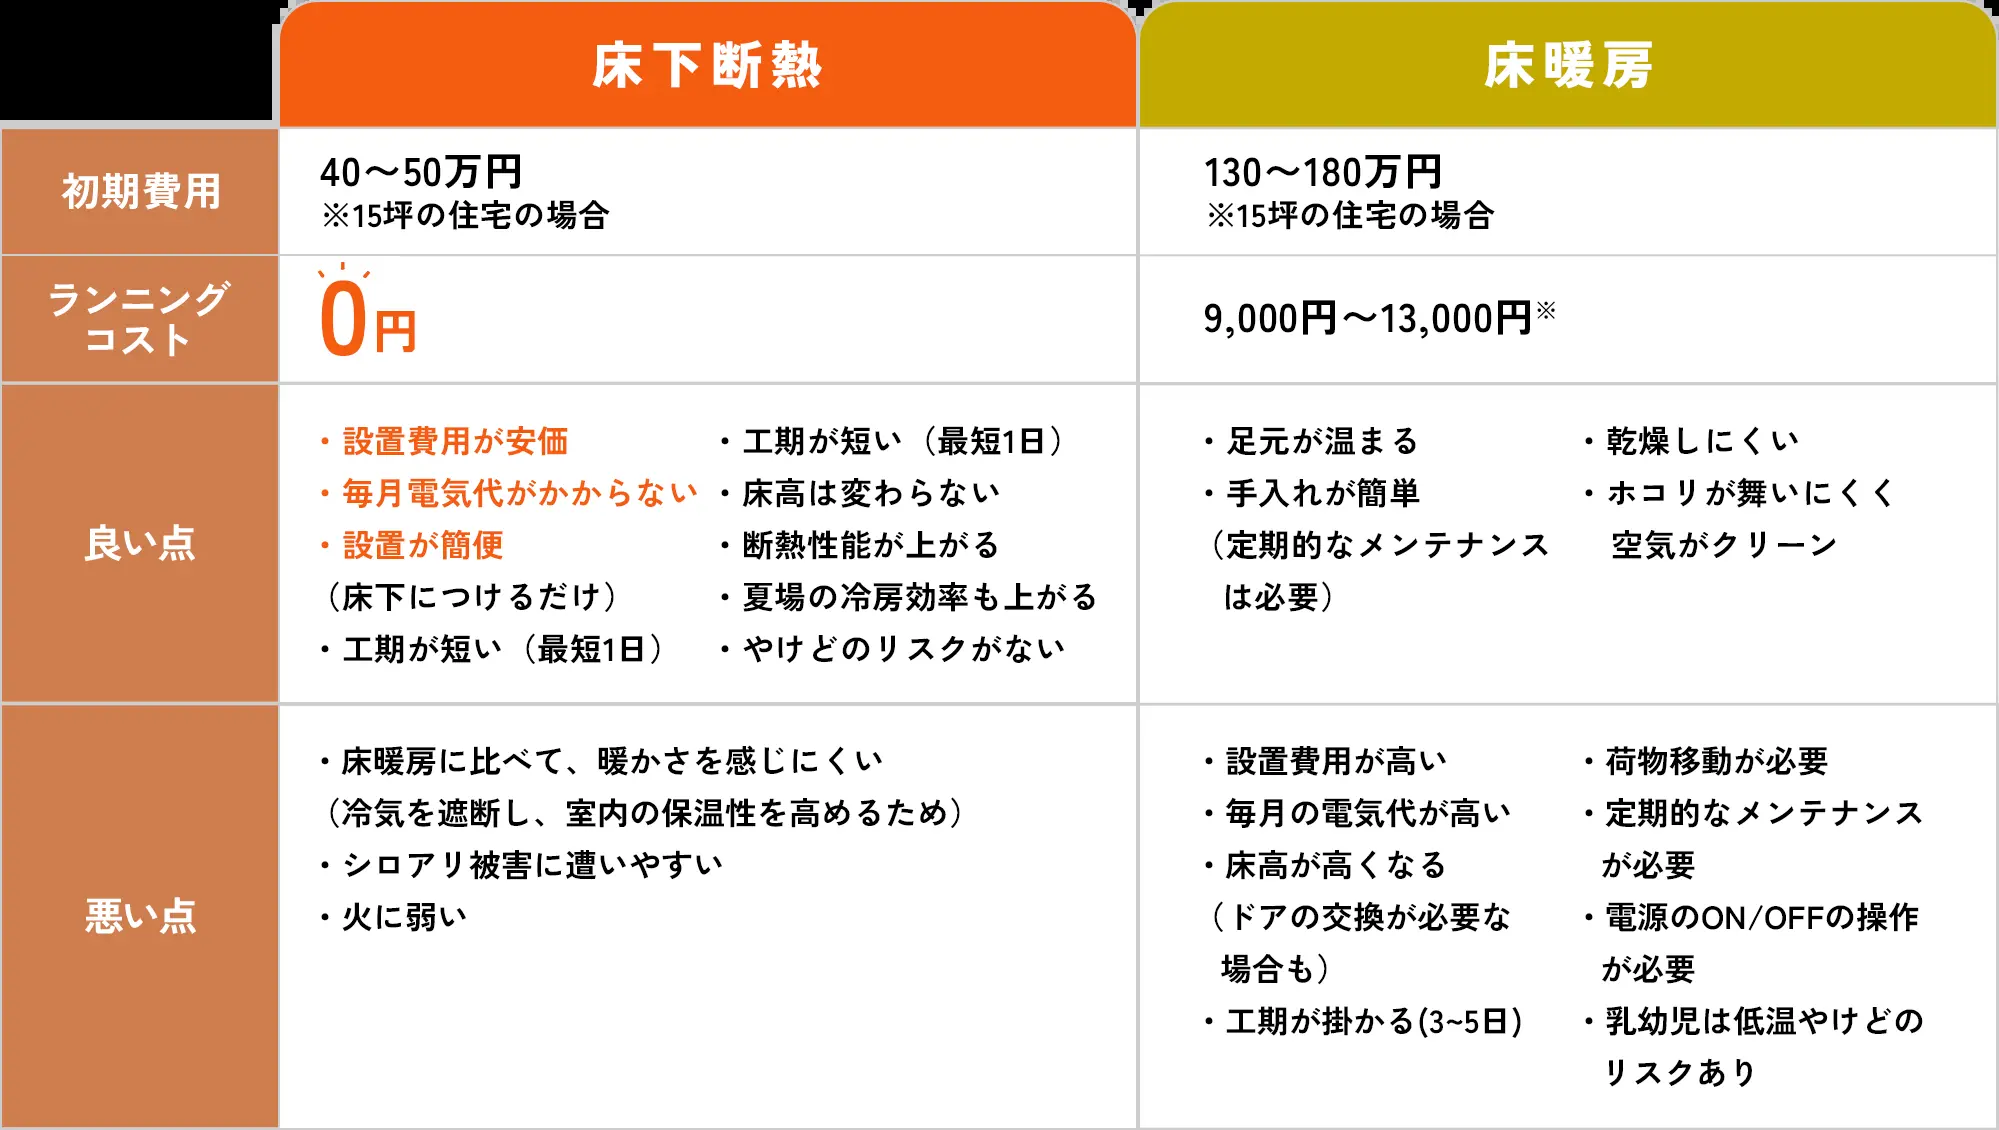 床下断熱
床暖房
初期費用
40〜50万円
※15坪の住宅の場合
130〜180万円
※15坪の住宅の場合
ランニング
コスト
0円
9,000円〜13,000円※
良い点
・設置費用が安価
・毎月電気代がかからない
・設置が簡便
（床下につけるだけ）
・工期が短い（最短1日）
・工期が短い（最短1日）
・床高は変わらない
・断熱性能が上がる
・夏場の冷房効率も上がる
・やけどのリスクがない
・足元が温まる
・手入れが簡単
（定期的なメンテナンス
は必要）
・乾燥しにくい
・ホコリが舞いにくく
空気がクリーン
悪い点
・床暖房に比べて、暖かさを感じにくい
（冷気を遮断し、室内の保温性を高めるため）
・シロアリ被害に遭いやすい
・火に弱い
・設置費用が高い
・毎月の電気代が高い
・床高が高くなる
（ドアの交換が必要な
場合も）
・工期が掛かる(3~5日)
・荷物移動が必要
・定期的なメンテナンス
が必要
・電源のON/OFFの操作
が必要
・乳幼児は低温やけどの
リスクあり